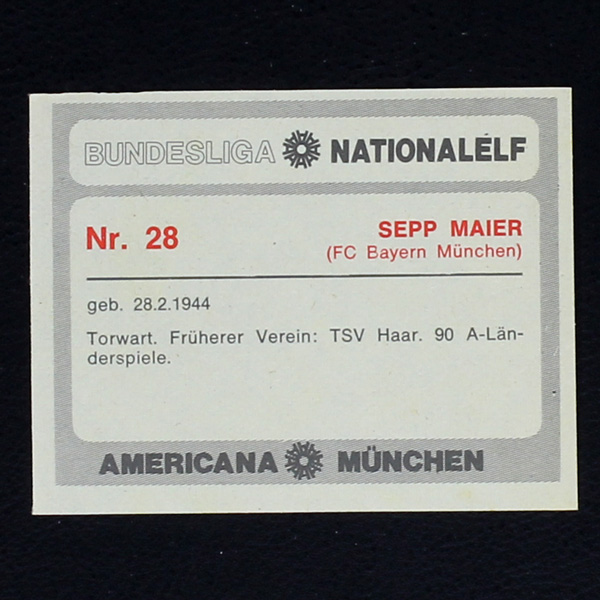 BUNDESLIGA NATIONALELF
Nr. 28
SEPP MAIER
(FC Bayern München)
geb. 28.2.1944
Torwart. Früherer Verein: TSV Haar. 90 A-Län-
derspiele.
AMERICANA MÜNCHEN